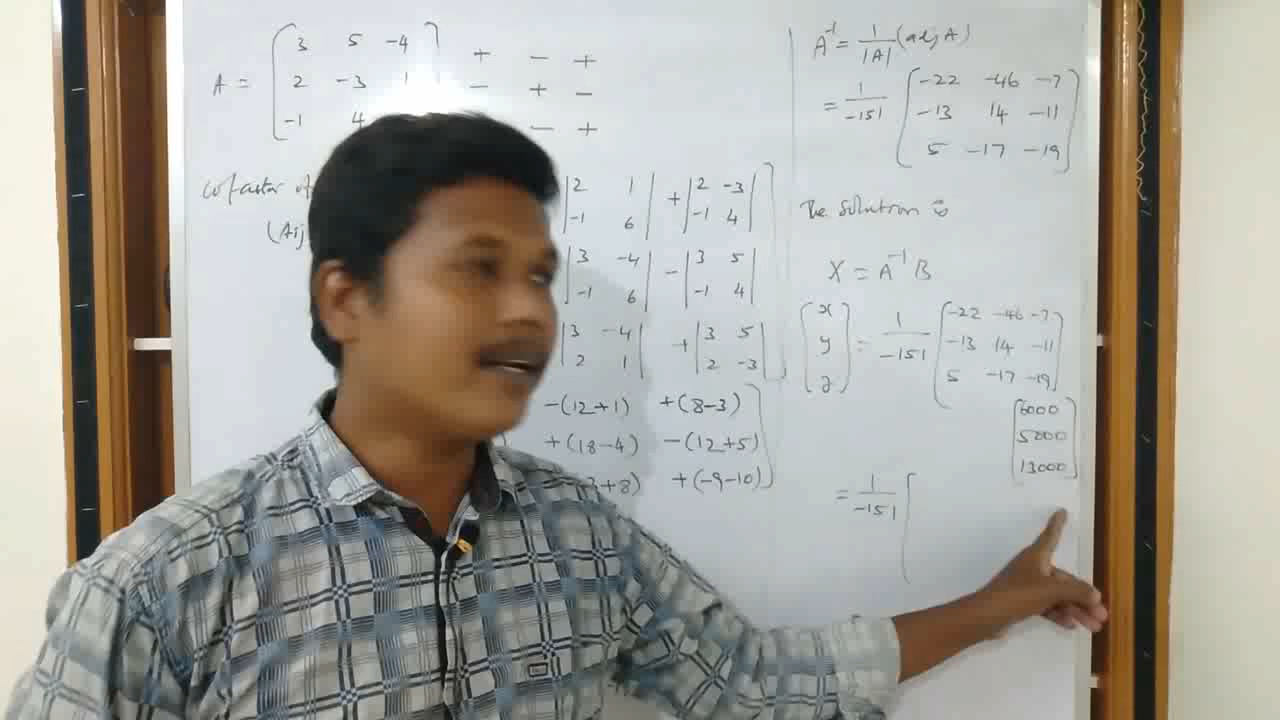 A = [ 3 5 -4 ] + - +
2 -3 1 - + -
-1 4 - +
Cofactor of
(Aij
| 2 1 | + | 2 -3 |
| -1 6 | | -1 4 |
| 3 -4 | - | 3 5 |
| -1 6 | | -1 4 |
| 3 -4 | + | 3 5 |
| 2 1 | | 2 -3 |
-(12+1) +(8-3)
+(18-4) -(12+5)
3+8) +(-9-10)
A⁻¹ = 1/|A| (adj A)
= 1/-151 [ -22 -46 -7
-13 14 -11
5 -17 -19 ]
The Solution is
X = A⁻¹ B
[ x y z ] = 1/-151 [ -22 -46 -7
-13 14 -11
5 -17 -19 ]
[ 6000
5000
13000 ]
= 1/-151 [